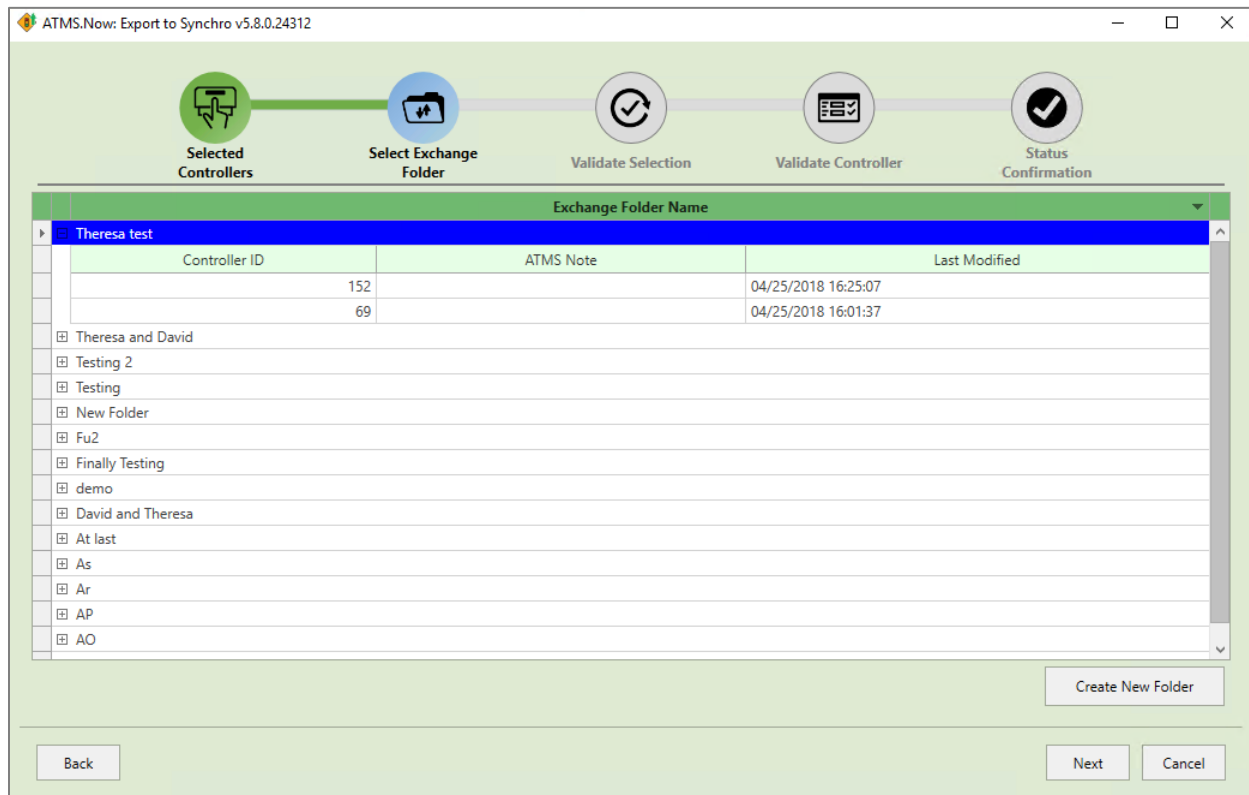 ATMS.Now: Export to Synchro v5.8.0.24312
Selected
Controllers
Select Exchange
Folder
Validate Selection
Validate Controller
Status
Confirmation
Exchange Folder Name
Theresa test
Controller ID ATMS Note Last Modified
152 04/25/2018 16:25:07
69 04/25/2018 16:01:37
Theresa and David
Testing 2
Testing
New Folder
Fu2
Finally Testing
demo
David and Theresa
At last
As
Ar
AP
AO
Create New Folder
Back Next Cancel